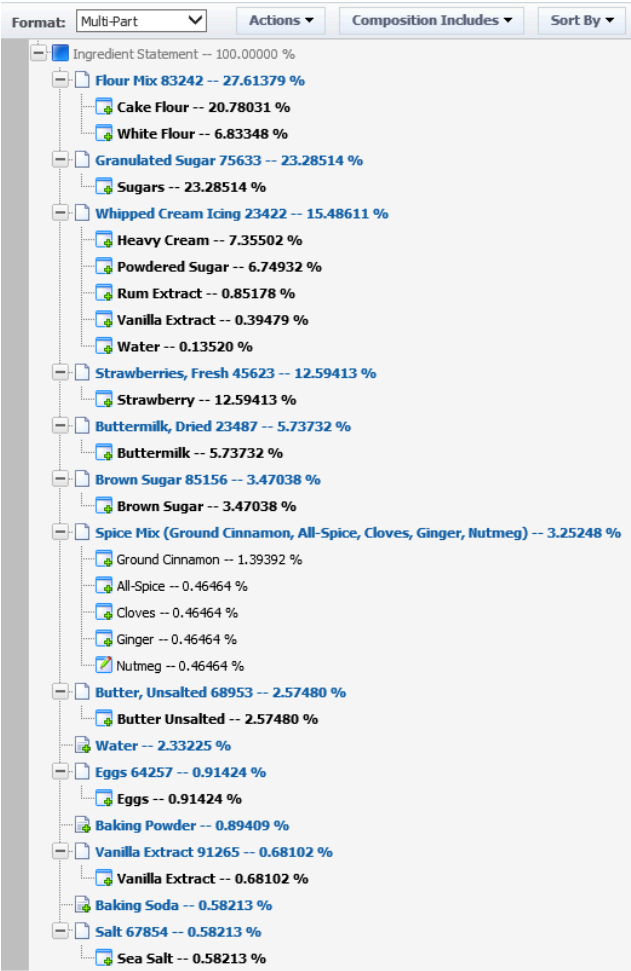 Format: Multi-Part Actions Composition Includes Sort By
Ingredient Statement -- 100.00000 %
Flour Mix 83242 -- 27.61379 %
Cake Flour -- 20.78031 %
White Flour -- 6.83348 %
Granulated Sugar 75633 -- 23.28514 %
Sugars -- 23.28514 %
Whipped Cream Icing 23422 -- 15.48611 %
Heavy Cream -- 7.35502 %
Powdered Sugar -- 6.74932 %
Rum Extract -- 0.85178 %
Vanilla Extract -- 0.39479 %
Water -- 0.13520 %
Strawberries, Fresh 45623 -- 12.59413 %
Strawberry -- 12.59413 %
Buttermilk, Dried 23487 -- 5.73732 %
Buttermilk -- 5.73732 %
Brown Sugar 85156 -- 3.47038 %
Brown Sugar -- 3.47038 %
Spice Mix (Ground Cinnamon, All-Spice, Cloves, Ginger, Nutmeg) -- 3.25248 %
Ground Cinnamon -- 1.39392 %
All-Spice -- 0.46464 %
Cloves -- 0.46464 %
Ginger -- 0.46464 %
Nutmeg -- 0.46464 %
Butter, Unsalted 68953 -- 2.57480 %
Butter Unsalted -- 2.57480 %
Water -- 2.33225 %
Eggs 64257 -- 0.91424 %
Eggs -- 0.91424 %
Baking Powder -- 0.89409 %
Vanilla Extract 91265 -- 0.68102 %
Vanilla Extract -- 0.68102 %
Baking Soda -- 0.58213 %
Salt 67854 -- 0.58213 %
Sea Salt -- 0.58213 %